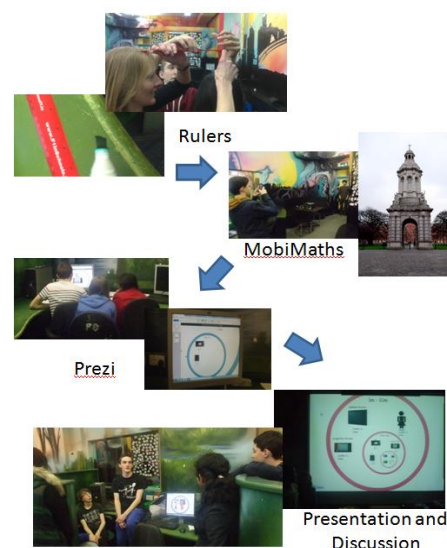 Rulers
MobiMaths
Prezi
Presentation and
Discussion